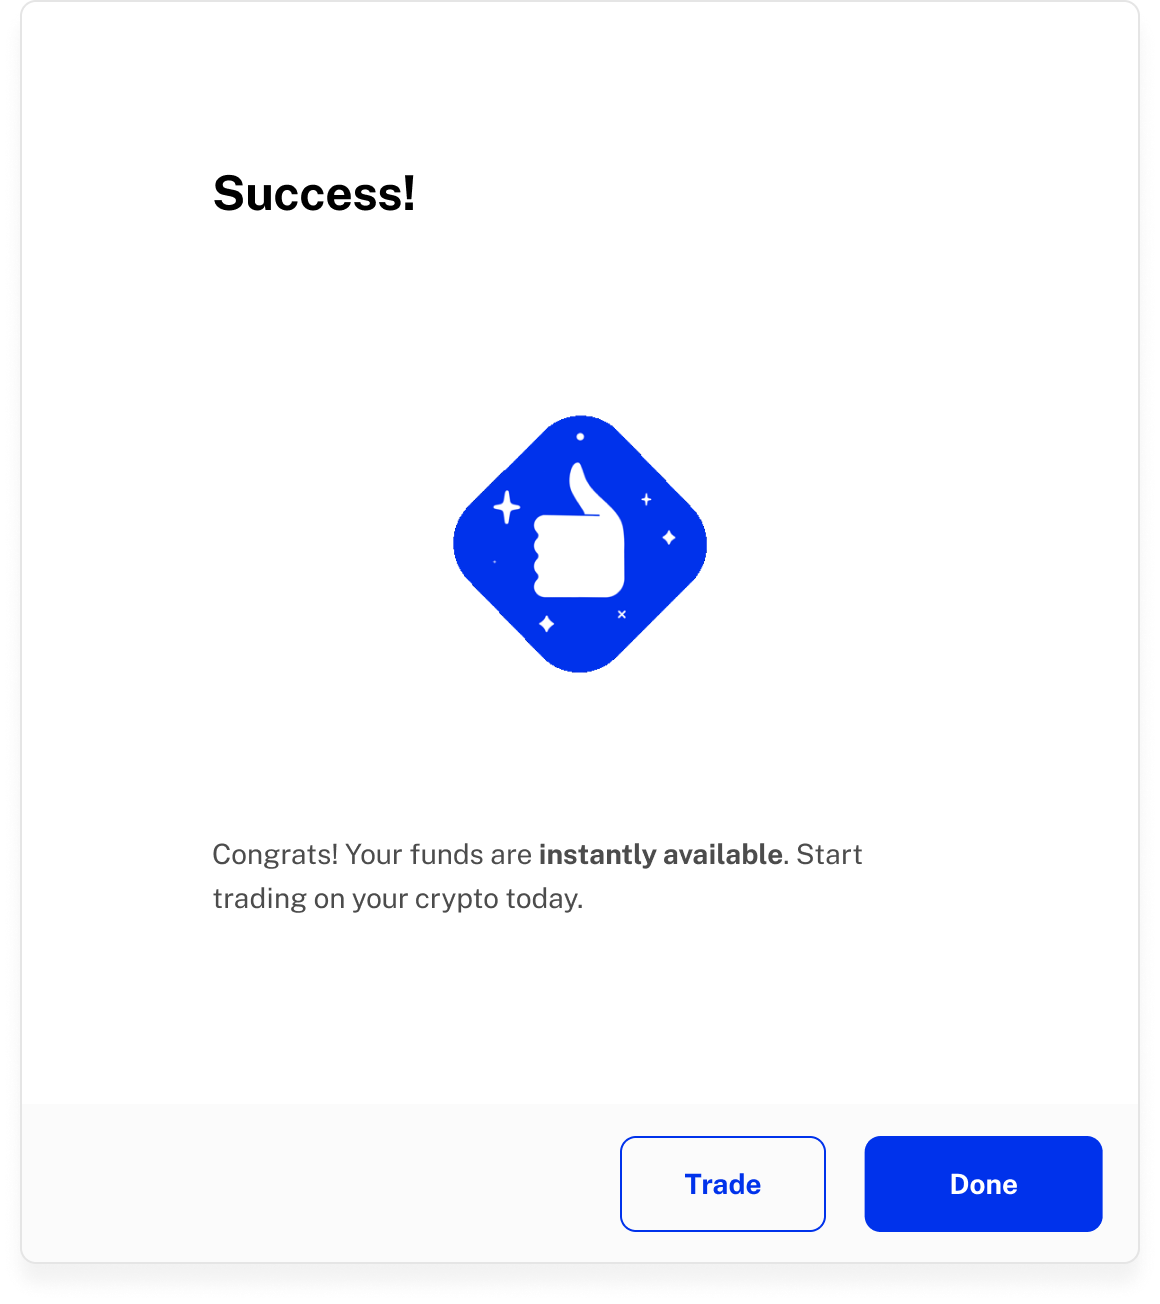 Success!
Congrats! Your funds are instantly available. Start
trading on your crypto today.
Trade
Done